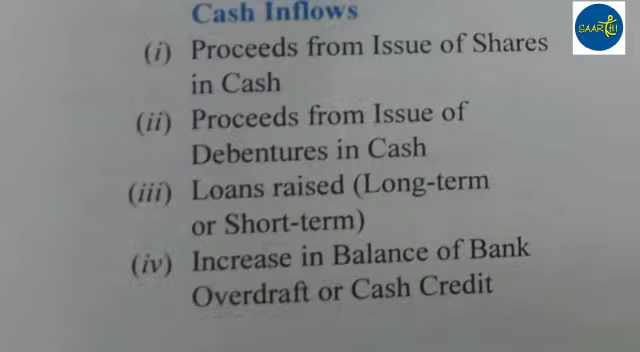 SAARTHI
Cash Inflows
(i) Proceeds from Issue of Shares
in Cash
(ii) Proceeds from Issue of
Debentures in Cash
(iii) Loans raised (Long-term
or Short-term)
(iv) Increase in Balance of Bank
Overdraft or Cash Credit